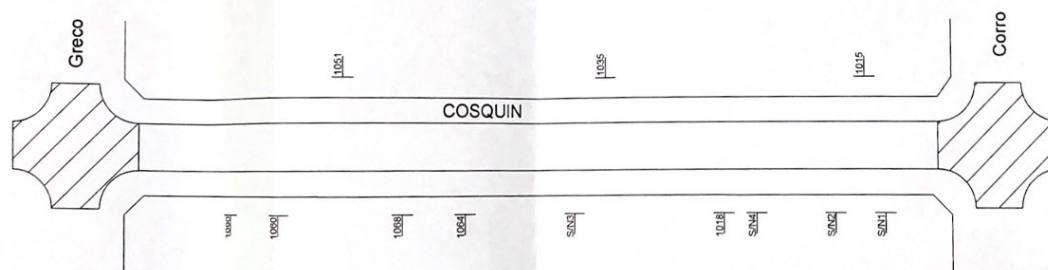 Greco
Corro
1051
1035
1015
COSQUIN
1060
1068
1064
S/N3
1018
S/N4
S/N2
S/N1